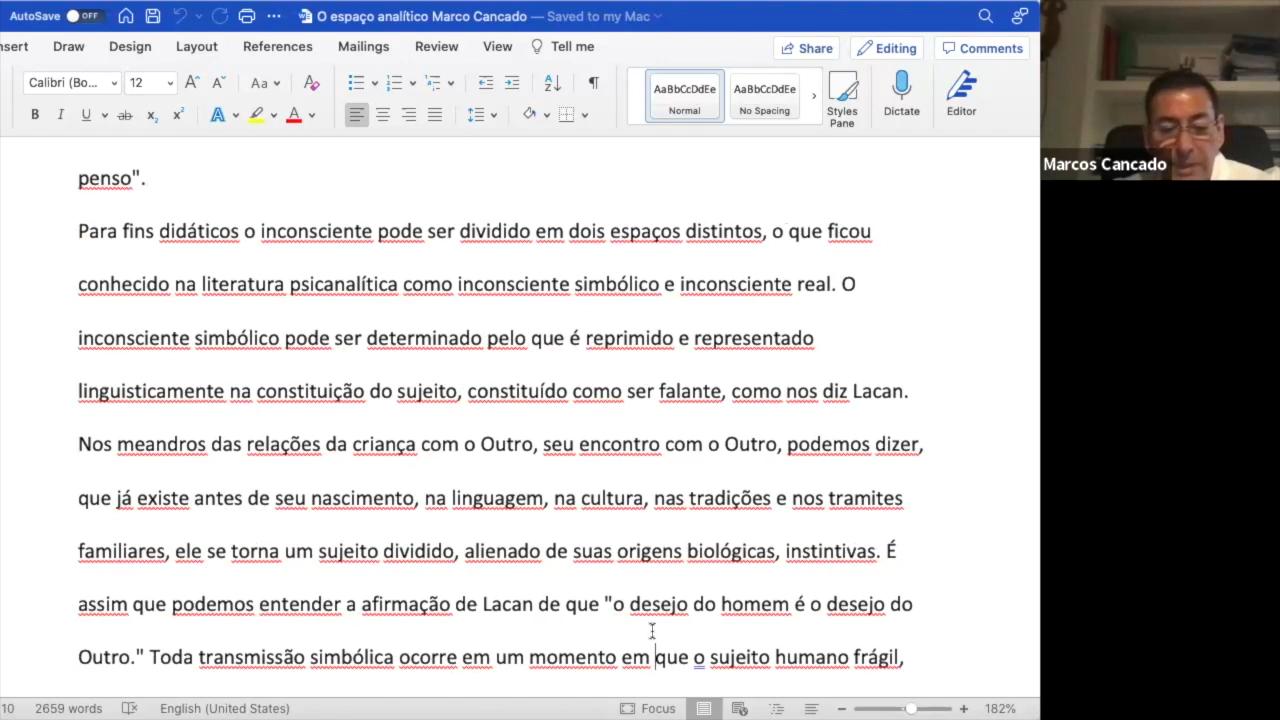 AutoSave OFF ··· O espaço analítico Marco Cancado — Saved to my Mac
nsert Draw Design Layout References Mailings Review View Tell me Share Editing Comments
Calibri (Bo... 12 A A Aa A A Z ¶ AaBbCcDdEe AaBbCcDdEe
B I U ab x₂ x² A A Normal No Spacing Styles Pane Dictate Editor
penso".
Para fins didáticos o inconsciente pode ser dividido em dois espaços distintos, o que ficou
conhecido na literatura psicanalítica como inconsciente simbólico e inconsciente real. O
inconsciente simbólico pode ser determinado pelo que é reprimido e representado
linguisticamente na constituição do sujeito, constituído como ser falante, como nos diz Lacan.
Nos meandros das relações da criança com o Outro, seu encontro com o Outro, podemos dizer,
que já existe antes de seu nascimento, na linguagem, na cultura, nas tradições e nos tramites
familiares, ele se torna um sujeito dividido, alienado de suas origens biológicas, instintivas. É
assim que podemos entender a afirmação de Lacan de que "o desejo do homem é o desejo do
Outro." Toda transmissão simbólica ocorre em um momento em que o sujeito humano frágil,
10 2659 words English (United States) Focus 182%
Marcos Cancado